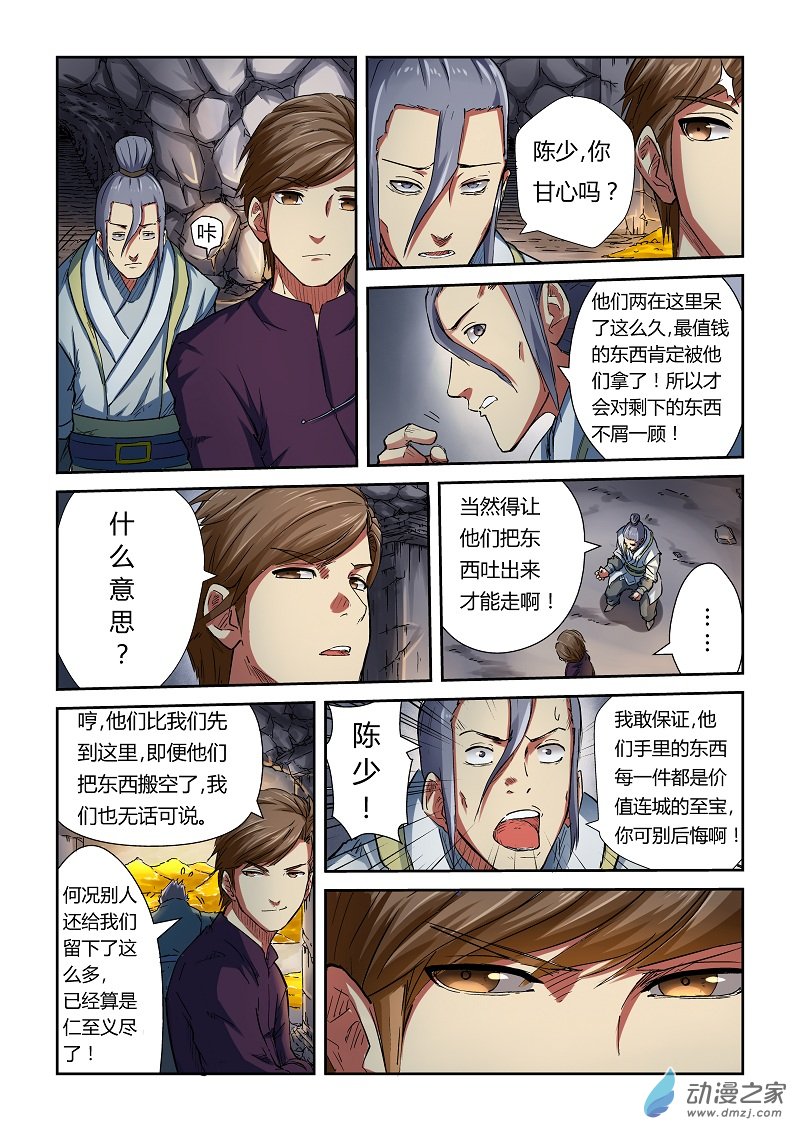 咔
陈少,你
甘心吗？
他们两在这里呆
了这么久,最值钱
的东西肯定被他
们拿了！所以才
会对剩下的东西
不屑一顾！
什
么
意
思
？
当然得让
他们把东
西吐出来
才能走啊！
……
哼,他们比我们先
到这里,即便他们
把东西搬空了,我
们也无话可说。
何况别人
还给我们
留下了这
么多,
已经算是
仁至义尽
了！
陈
少
！
我敢保证,他
们手里的东西
每一件都是价
值连城的至宝,
你可别后悔啊！
动漫之家
www.dmzj.com